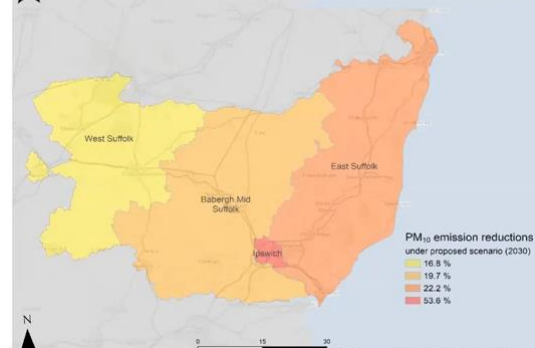 West Suffolk
East Suffolk
Babergh Mid
Suffolk
Ipswich
PM₁₀ emission reductions
under proposed scenario (2030)
16.8 %
19.7 %
22.2 %
53.6 %
N
0 15 30